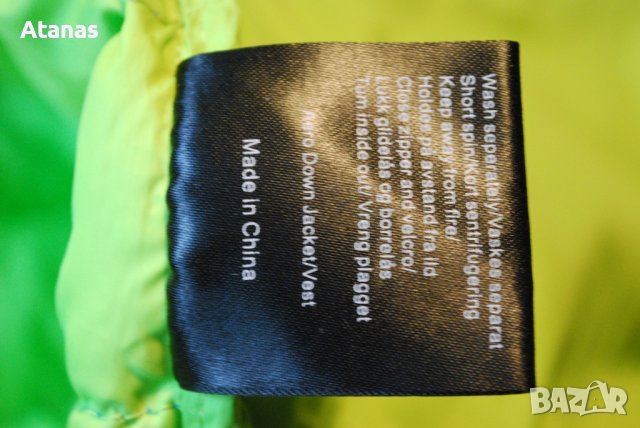 Atanas
Wash seperately/Vaskes separat
Short spin/Kort sentrifugering
Keep away from fire/
Holdes på avstand fra ild
Close zipper and velcro/
Lukk glidelås og borrelås
Turn inside out/ Vreng plagget
Aero Down Jacket/Vest
Made in China
BAZAR